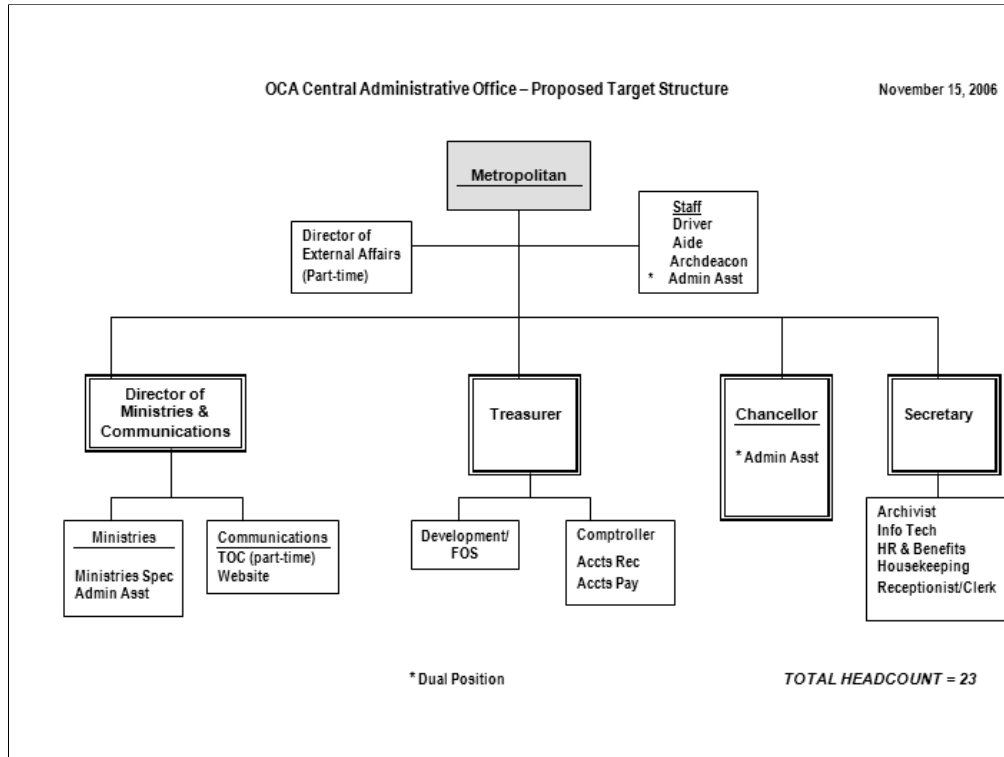 OCA Central Administrative Office – Proposed Target Structure
November 15, 2006
Metropolitan
Director of
External Affairs
(Part-time)
Staff
Driver
Aide
Archdeacon
* Admin Asst
Director of
Ministries &
Communications
Treasurer
Chancellor
* Admin Asst
Secretary
Ministries
Ministries Spec
Admin Asst
Communications
TOC (part-time)
Website
Development/
FOS
Comptroller
Accts Rec
Accts Pay
Archivist
Info Tech
HR & Benefits
Housekeeping
Receptionist/Clerk
* Dual Position
TOTAL HEADCOUNT = 23